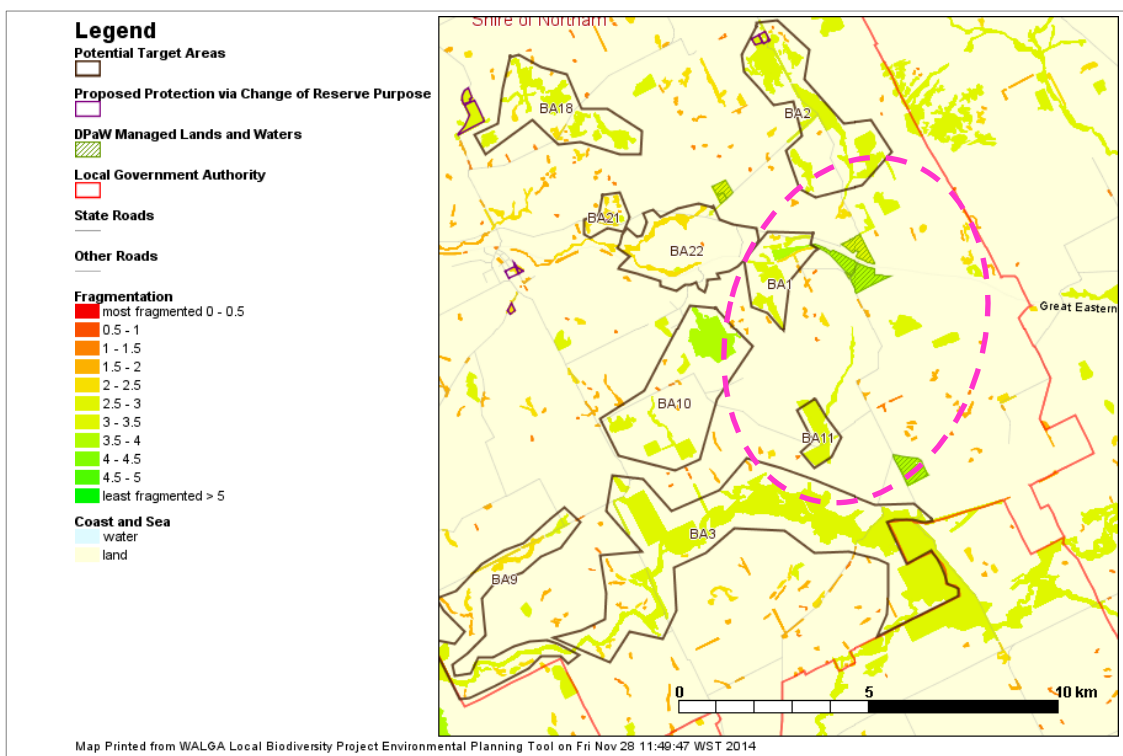 Legend
Potential Target Areas
Proposed Protection via Change of Reserve Purpose
DPaW Managed Lands and Waters
Local Government Authority
State Roads
Other Roads
Fragmentation
most fragmented 0 - 0.5
0.5 - 1
1 - 1.5
1.5 - 2
2 - 2.5
2.5 - 3
3 - 3.5
3.5 - 4
4 - 4.5
4.5 - 5
least fragmented > 5
Coast and Sea
water
land
Shire of Northam
BA18
BA2
BA21
BA22
BA1
Great Eastern
BA10
BA11
BA3
BA9
0 5 10 km
Map Printed from WALGA Local Biodiversity Project Environmental Planning Tool on Fri Nov 28 11:49:47 WST 2014